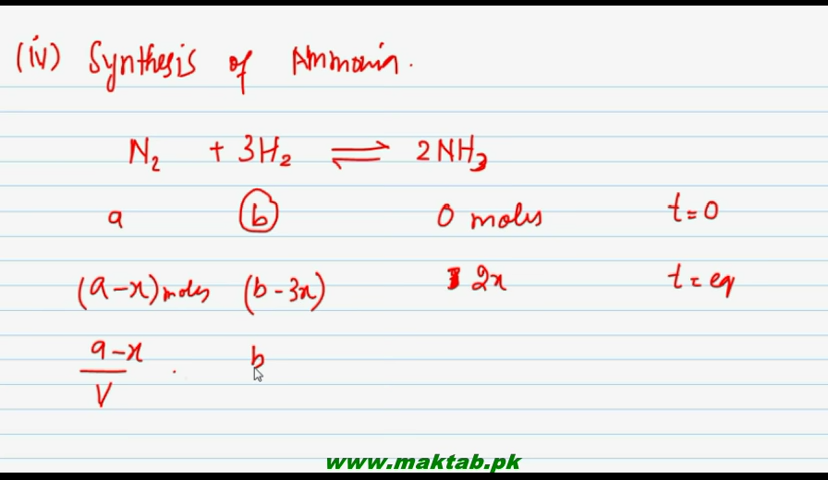 (iv) Synthesis of Ammonia.
N₂ + 3H₂ ⇌ 2NH₃
a b 0 moles t=0
(a-x) moles (b-3x) 2x t=eq
a-x b
V
www.maktab.pk